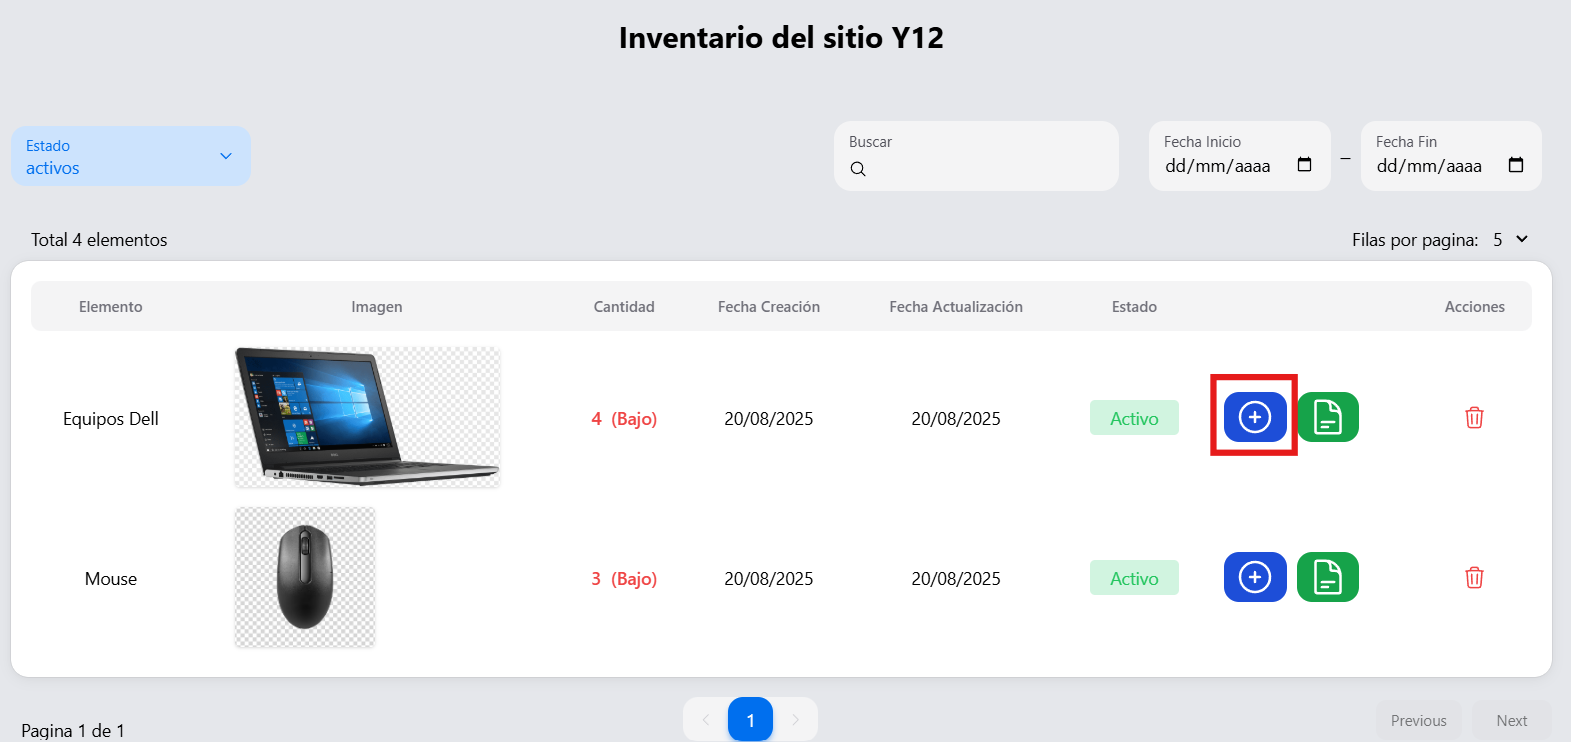 Inventario del sitio Y12
Estado
activos
Buscar
Fecha Inicio
dd/mm/aaaa
–
Fecha Fin
dd/mm/aaaa
Total 4 elementos
Filas por pagina: 5
Elemento Imagen Cantidad Fecha Creación Fecha Actualización Estado Acciones
Equipos Dell 4 (Bajo) 20/08/2025 20/08/2025 Activo
Mouse 3 (Bajo) 20/08/2025 20/08/2025 Activo
Pagina 1 de 1
1
Previous Next